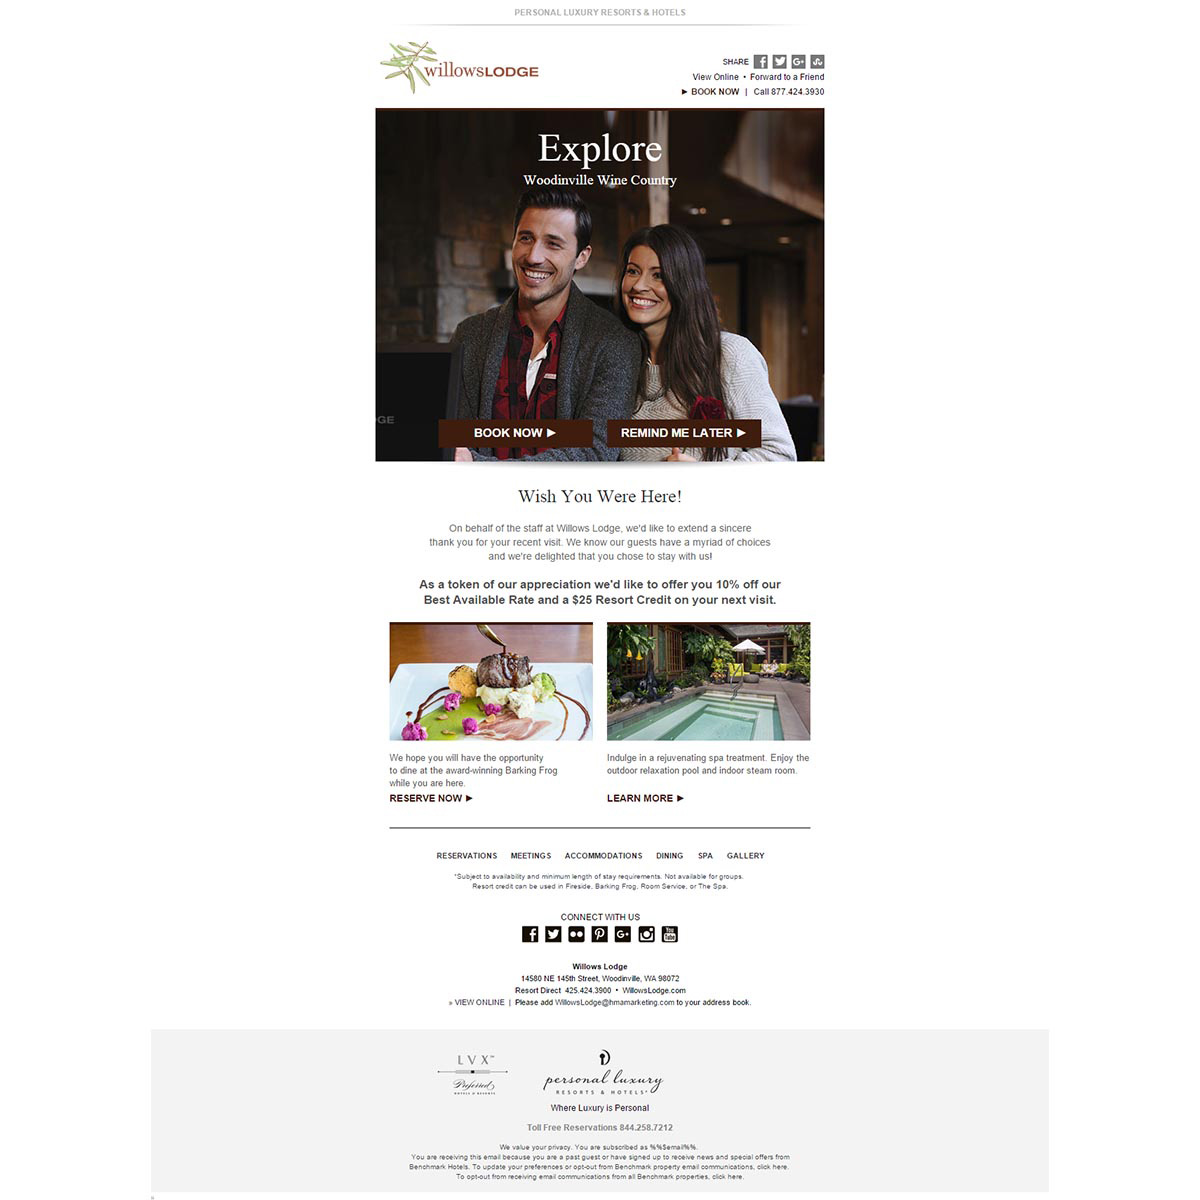 PERSONAL LUXURY RESORTS & HOTELS
willowsLODGE
SHARE
View Online • Forward to a Friend
► BOOK NOW | Call 877.424.3930
Explore
Woodinville Wine Country
DGE
BOOK NOW ►
REMIND ME LATER ►
Wish You Were Here!
On behalf of the staff at Willows Lodge, we'd like to extend a sincere
thank you for your recent visit. We know our guests have a myriad of choices
and we're delighted that you chose to stay with us!
As a token of our appreciation we'd like to offer you 10% off our
Best Available Rate and a $25 Resort Credit on your next visit.
We hope you will have the opportunity
to dine at the award-winning Barking Frog
while you are here.
RESERVE NOW ►
Indulge in a rejuvenating spa treatment. Enjoy the
outdoor relaxation pool and indoor steam room.
LEARN MORE ►
RESERVATIONS MEETINGS ACCOMMODATIONS DINING SPA GALLERY
*Subject to availability and minimum length of stay requirements. Not available for groups.
Resort credit can be used in Fireside, Barking Frog, Room Service, or The Spa.
CONNECT WITH US
You Tube
Willows Lodge
14580 NE 145th Street, Woodinville, WA 98072
Resort Direct 425.424.3900 • WillowsLodge.com
» VIEW ONLINE | Please add WillowsLodge@hmamarketing.com to your address book.
LVX™
Preferred
HOTELS & RESORTS
personal luxury
RESORTS & HOTELS
Where Luxury is Personal
Toll Free Reservations 844.258.7212
We value your privacy. You are subscribed as %%$email%%.
You are receiving this email because you are a past guest or have signed up to receive news and special offers from
Benchmark Hotels. To update your preferences or opt-out from Benchmark property email communications, click here.
To opt-out from receiving email communications from all Benchmark properties, click here.